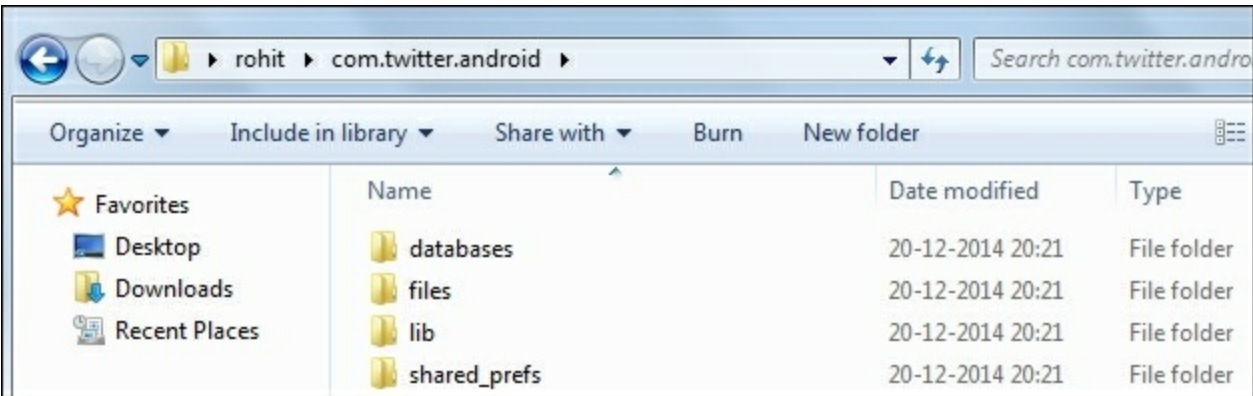 rohit com.twitter.android Search com.twitter.andro
Organize Include in library Share with Burn New folder
Name Date modified Type
Favorites
Desktop
Downloads
Recent Places
databases 20-12-2014 20:21 File folder
files 20-12-2014 20:21 File folder
lib 20-12-2014 20:21 File folder
shared_prefs 20-12-2014 20:21 File folder